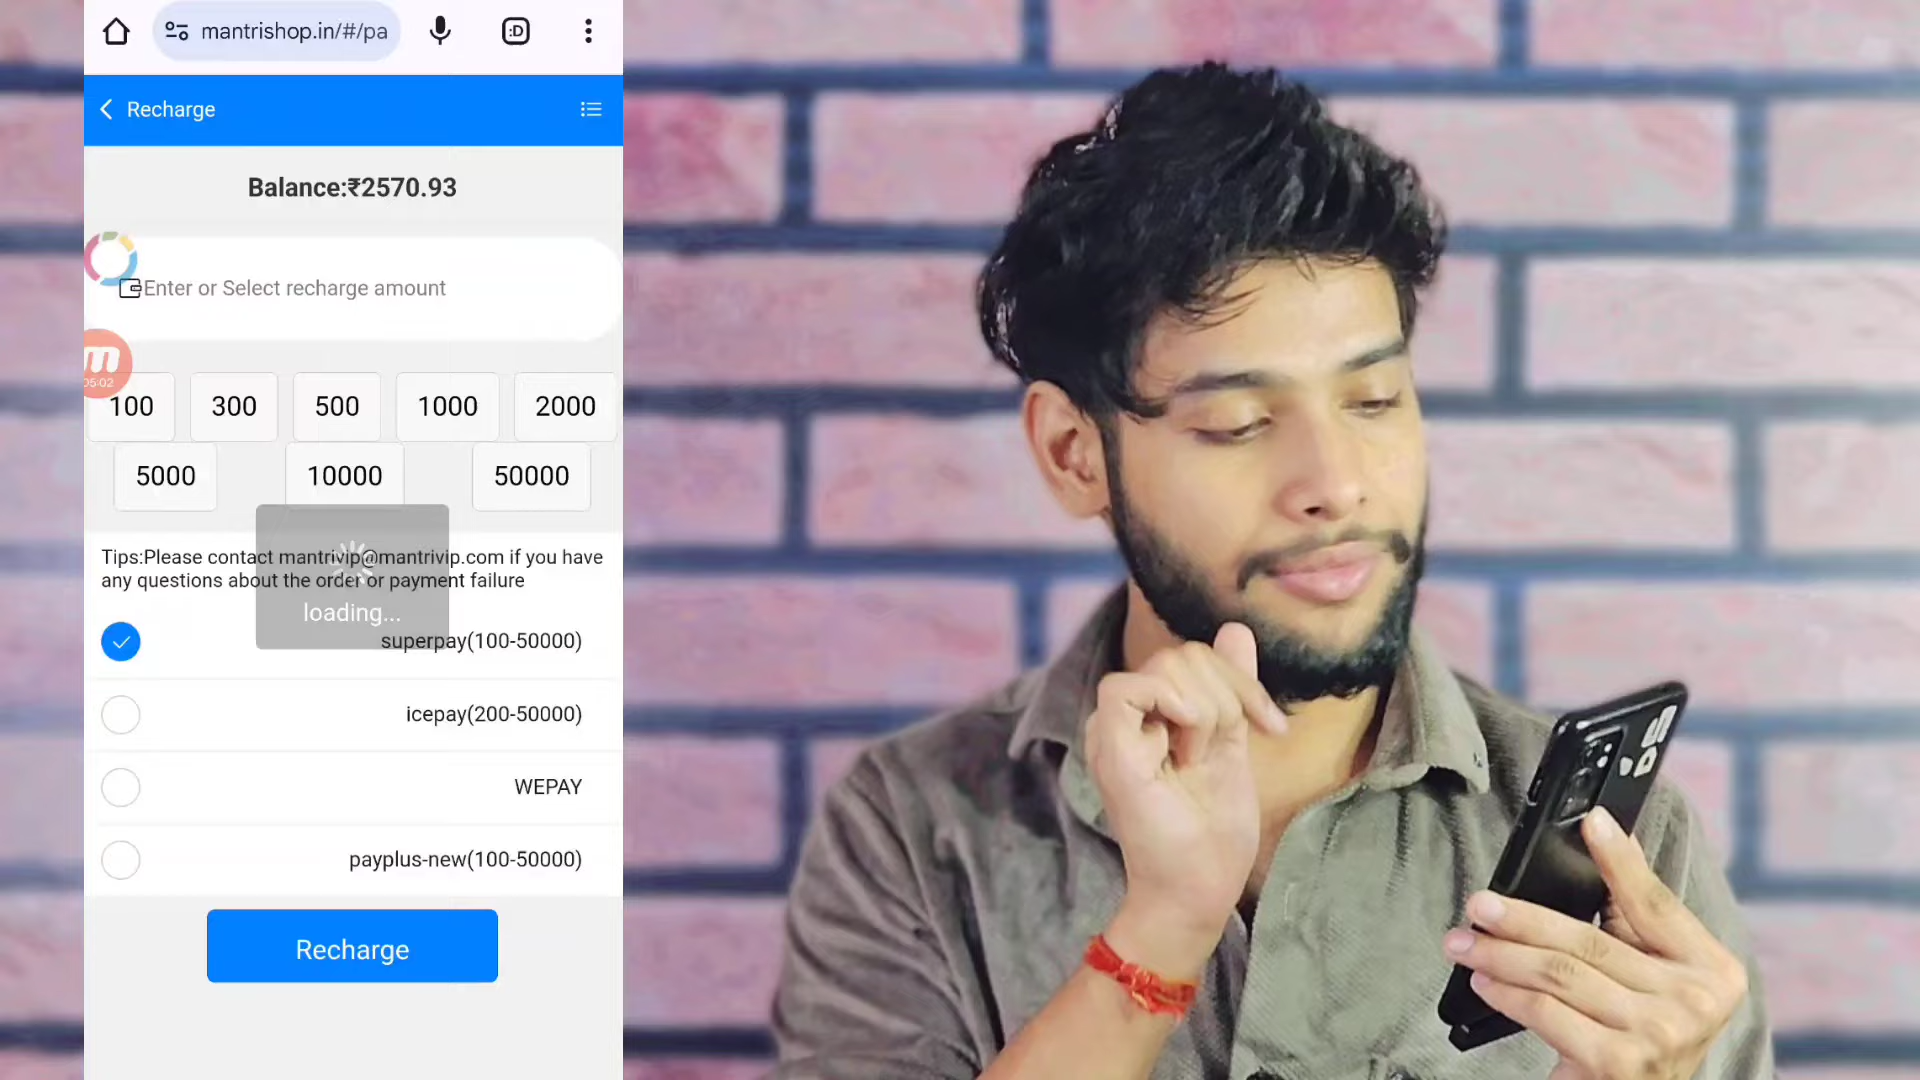 mantrishop.in/#/pa
:D
Recharge
Balance:₹2570.93
Enter or Select recharge amount
m
05:02
100
300
500
1000
2000
5000
10000
50000
Tips:Please contact mantrivip@mantrivip.com if you have
any questions about the order or payment failure
loading...
superpay(100-50000)
icepay(200-50000)
WEPAY
payplus-new(100-50000)
Recharge